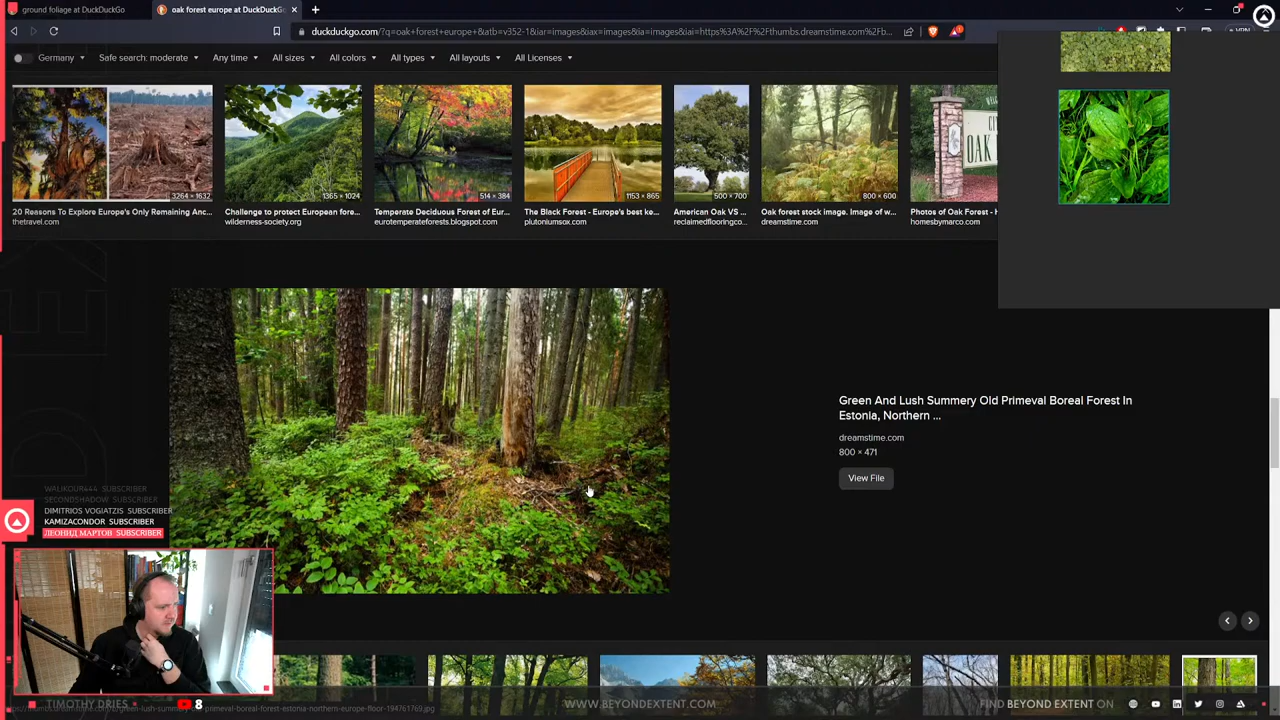 ground foliage at DuckDuckGo
oak forest europe at DuckDuckG
duckduckgo.com/?q=oak+forest+europe+&atb=v352-1&iar=images&iax=images&ia=images&iai=https%3A%2F%2Fthumbs.dreamstime.com%2Fb...
Germany
Safe search: moderate
Any time
All sizes
All colors
All types
All layouts
All Licenses
3264 × 1632
1365 × 1024
514 × 384
1153 × 865
500 × 700
800 × 600
20 Reasons To Explore Europe's Only Remaining Anc...
thetravel.com
Challenge to protect European fore...
wilderness-society.org
Temperate Deciduous Forest of Eur...
eurotemperateforests.blogspot.com
The Black Forest - Europe's best ke...
plutoniumsox.com
American Oak VS ...
reclaimedflooringco...
Oak forest stock image. Image of w...
dreamstime.com
Photos of Oak Forest - H
homesbymarco.com
Green And Lush Summery Old Primeval Boreal Forest In
Estonia, Northern ...
dreamstime.com
800 × 471
View File
WALIKOUR444 SUBSCRIBER
SECONDSHADOW SUBSCRIBER
DIMITRIOS VOGIATZIS SUBSCRIBER
KAMIZACONDOR SUBSCRIBER
ЛЕОНИД МАРТОВ SUBSCRIBER
TIMOTHY DRIES
8
WWW.BEYONDEXTENT.COM
FIND BEYOND EXTENT ON